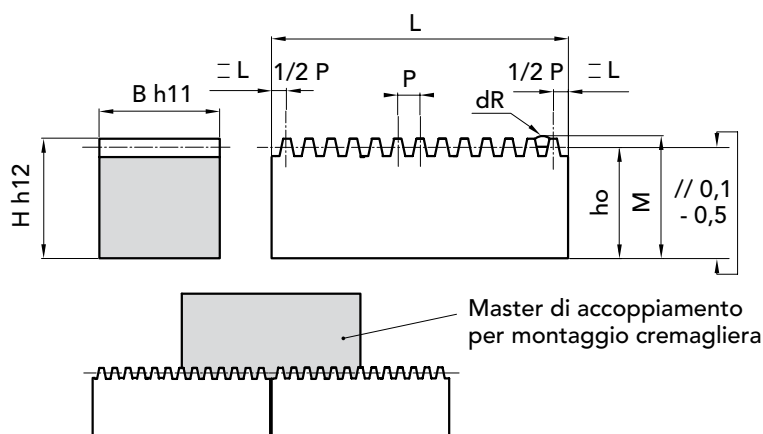 L
⌯ L
1/2 P
P
1/2 P
⌯ L
B h11
dR
H h12
ho
M
// 0,1
- 0,5
Master di accoppiamento
per montaggio cremagliera